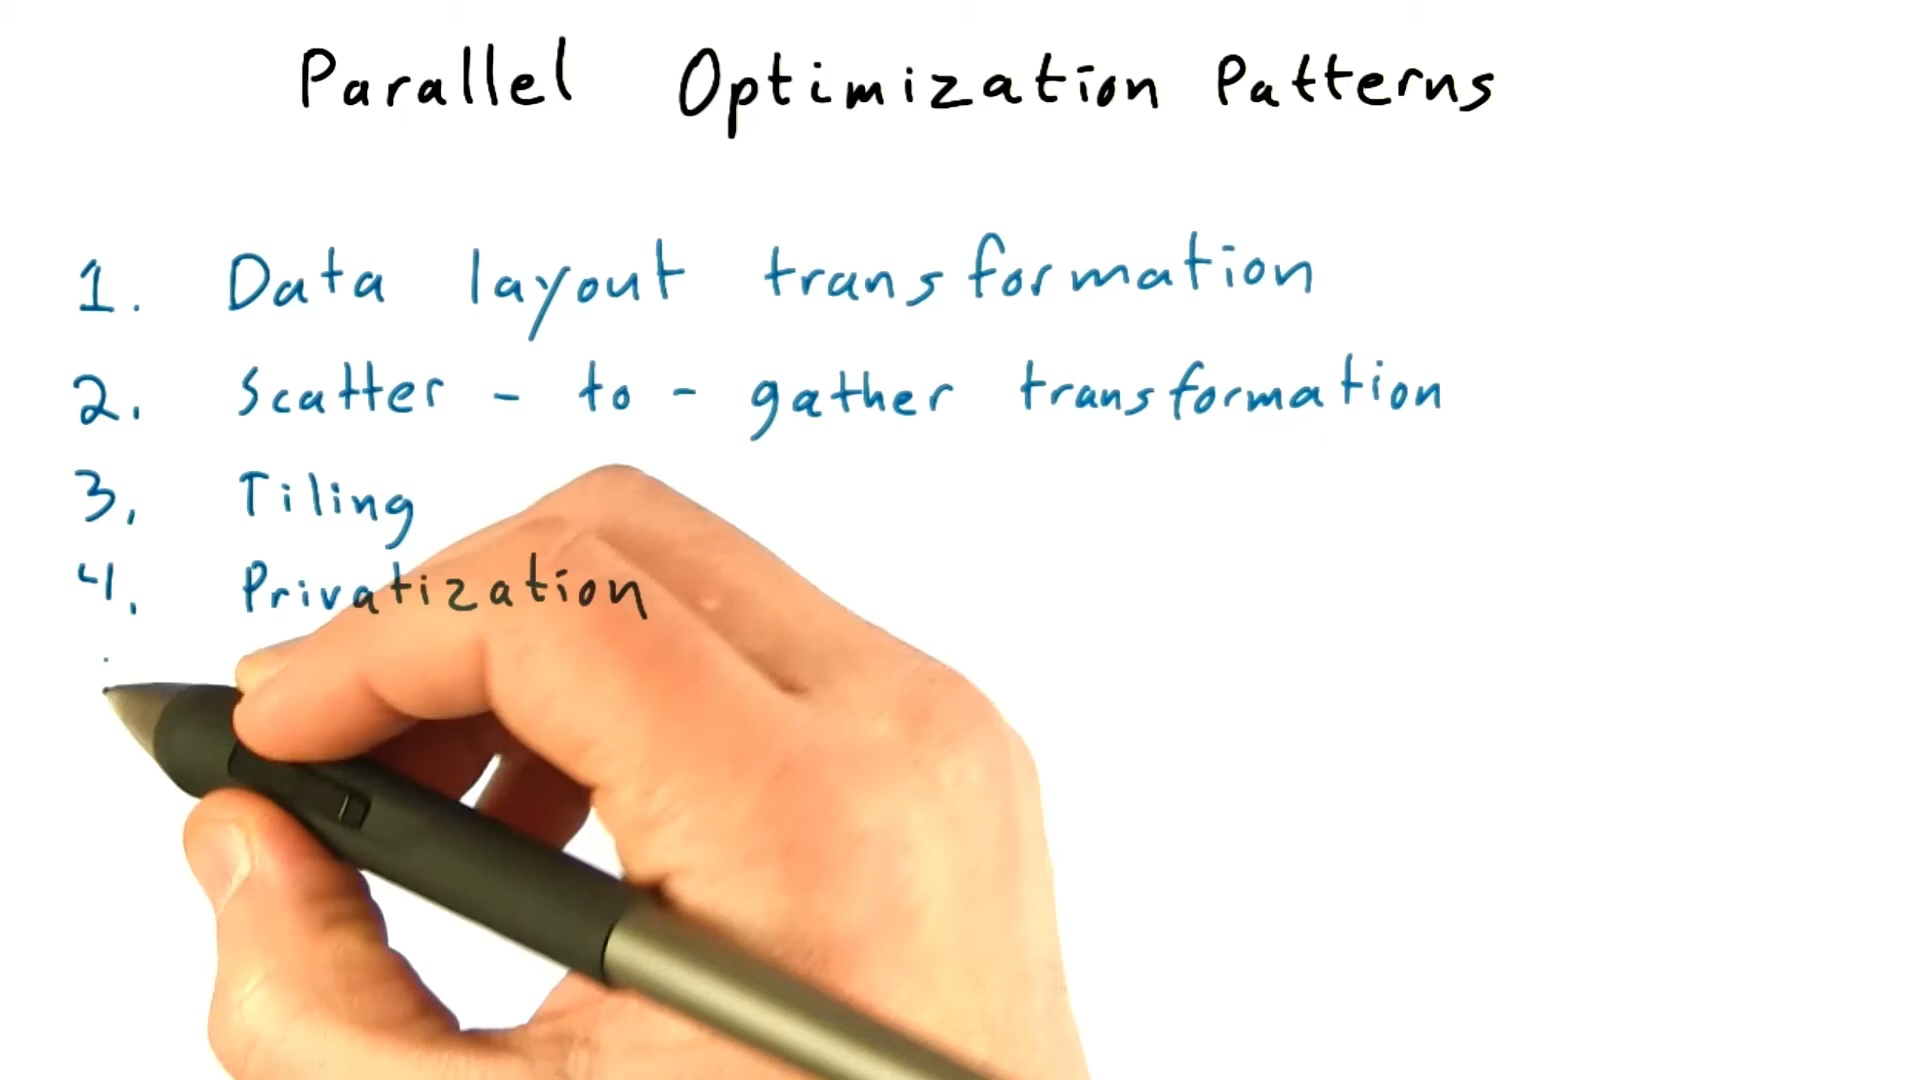 Parallel Optimization Patterns
1. Data layout transformation
2. Scatter - to - gather transformation
3. Tiling
4. Privatization